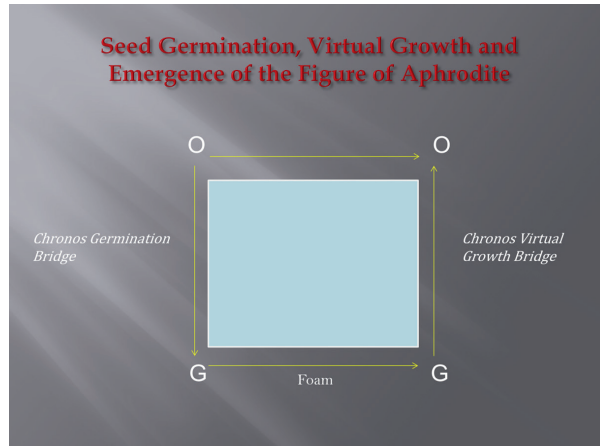 Seed Germination, Virtual Growth and
Emergence of the Figure of Aphrodite
O O
Chronos Germination
Bridge
Chronos Virtual
Growth Bridge
G G
Foam